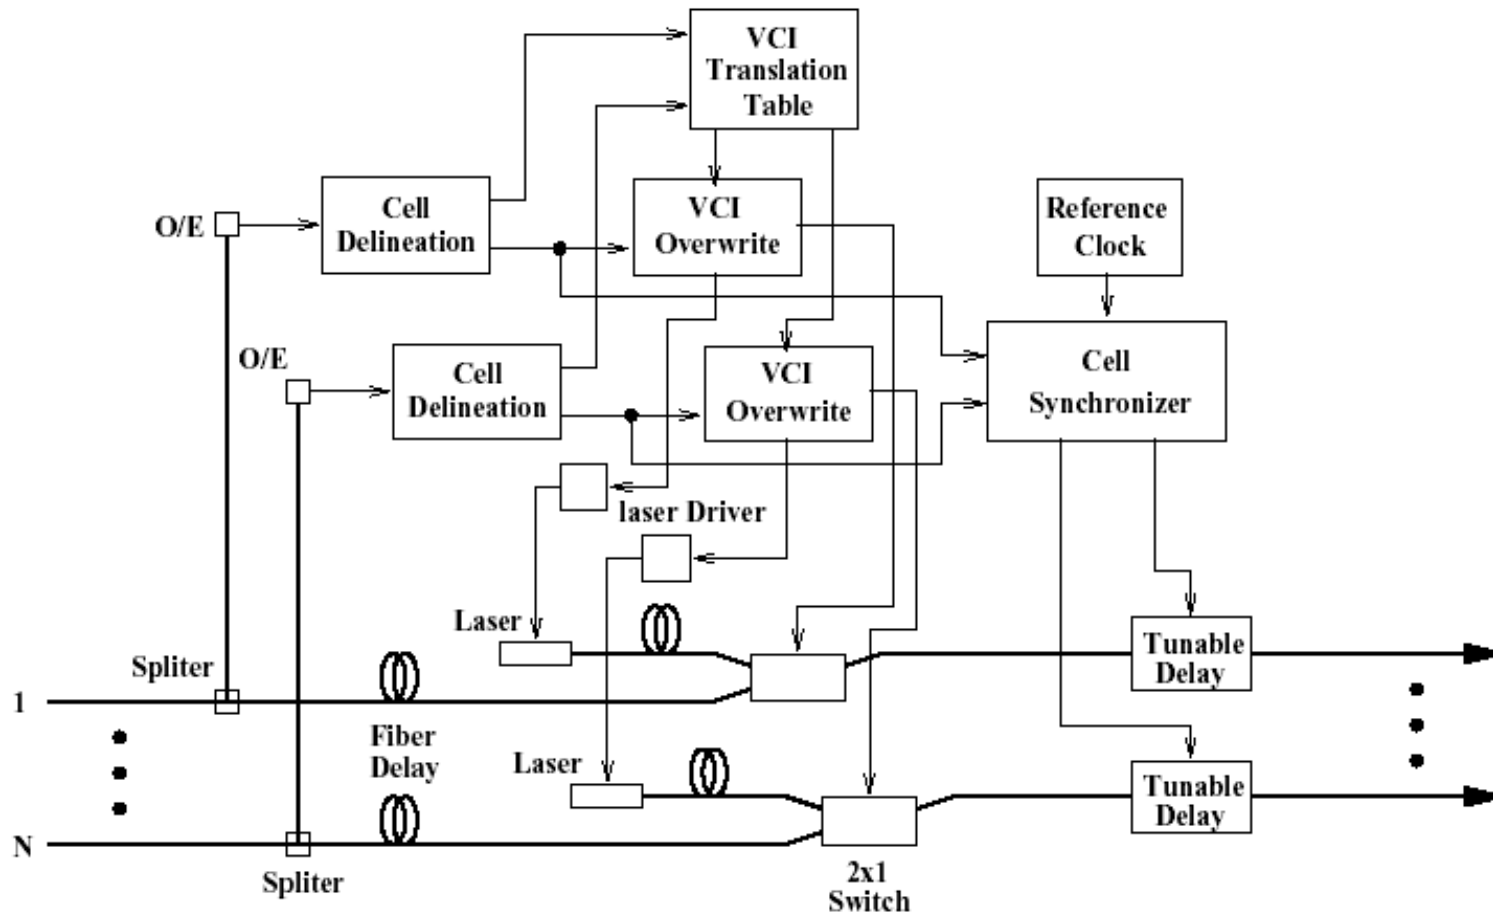 VCI
Translation
Table
Cell
Delineation
VCI
Overwrite
Reference
Clock
O/E
O/E
Cell
Delineation
VCI
Overwrite
Cell
Synchronizer
laser Driver
Laser
Spliter
Tunable
Delay
1
Fiber
Delay
Laser
Tunable
Delay
N
Spliter
2x1
Switch